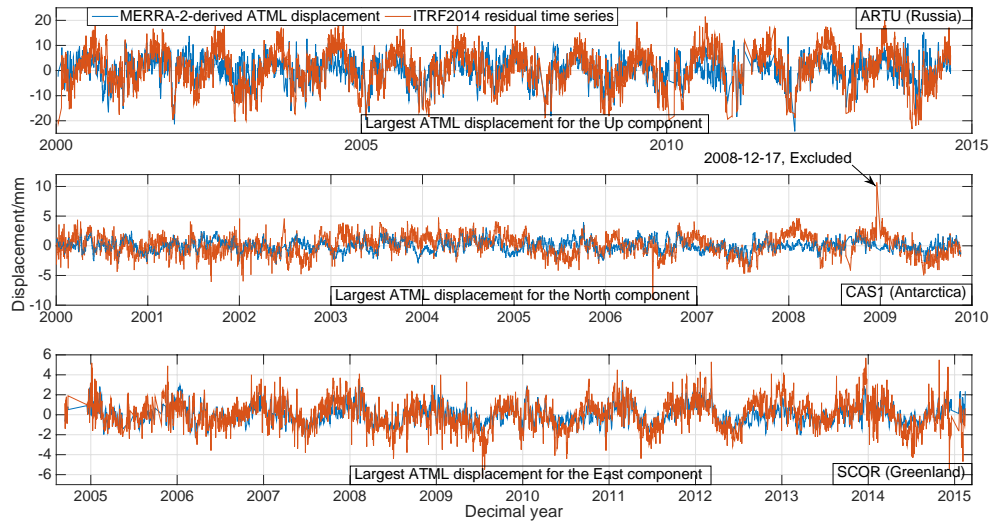 MERRA-2-derived ATML displacement ITRF2014 residual time series ARTU (Russia)
20
10
0
-10
-20
Largest ATML displacement for the Up component
2000 2005 2010 2015
2008-12-17, Excluded
10
5
0
-5
-10
Largest ATML displacement for the North component CAS1 (Antarctica)
2000 2001 2002 2003 2004 2005 2006 2007 2008 2009 2010
Displacement/mm
6
4
2
0
-2
-4
-6
Largest ATML displacement for the East component SCOR (Greenland)
2005 2006 2007 2008 2009 2010 2011 2012 2013 2014 2015
Decimal year